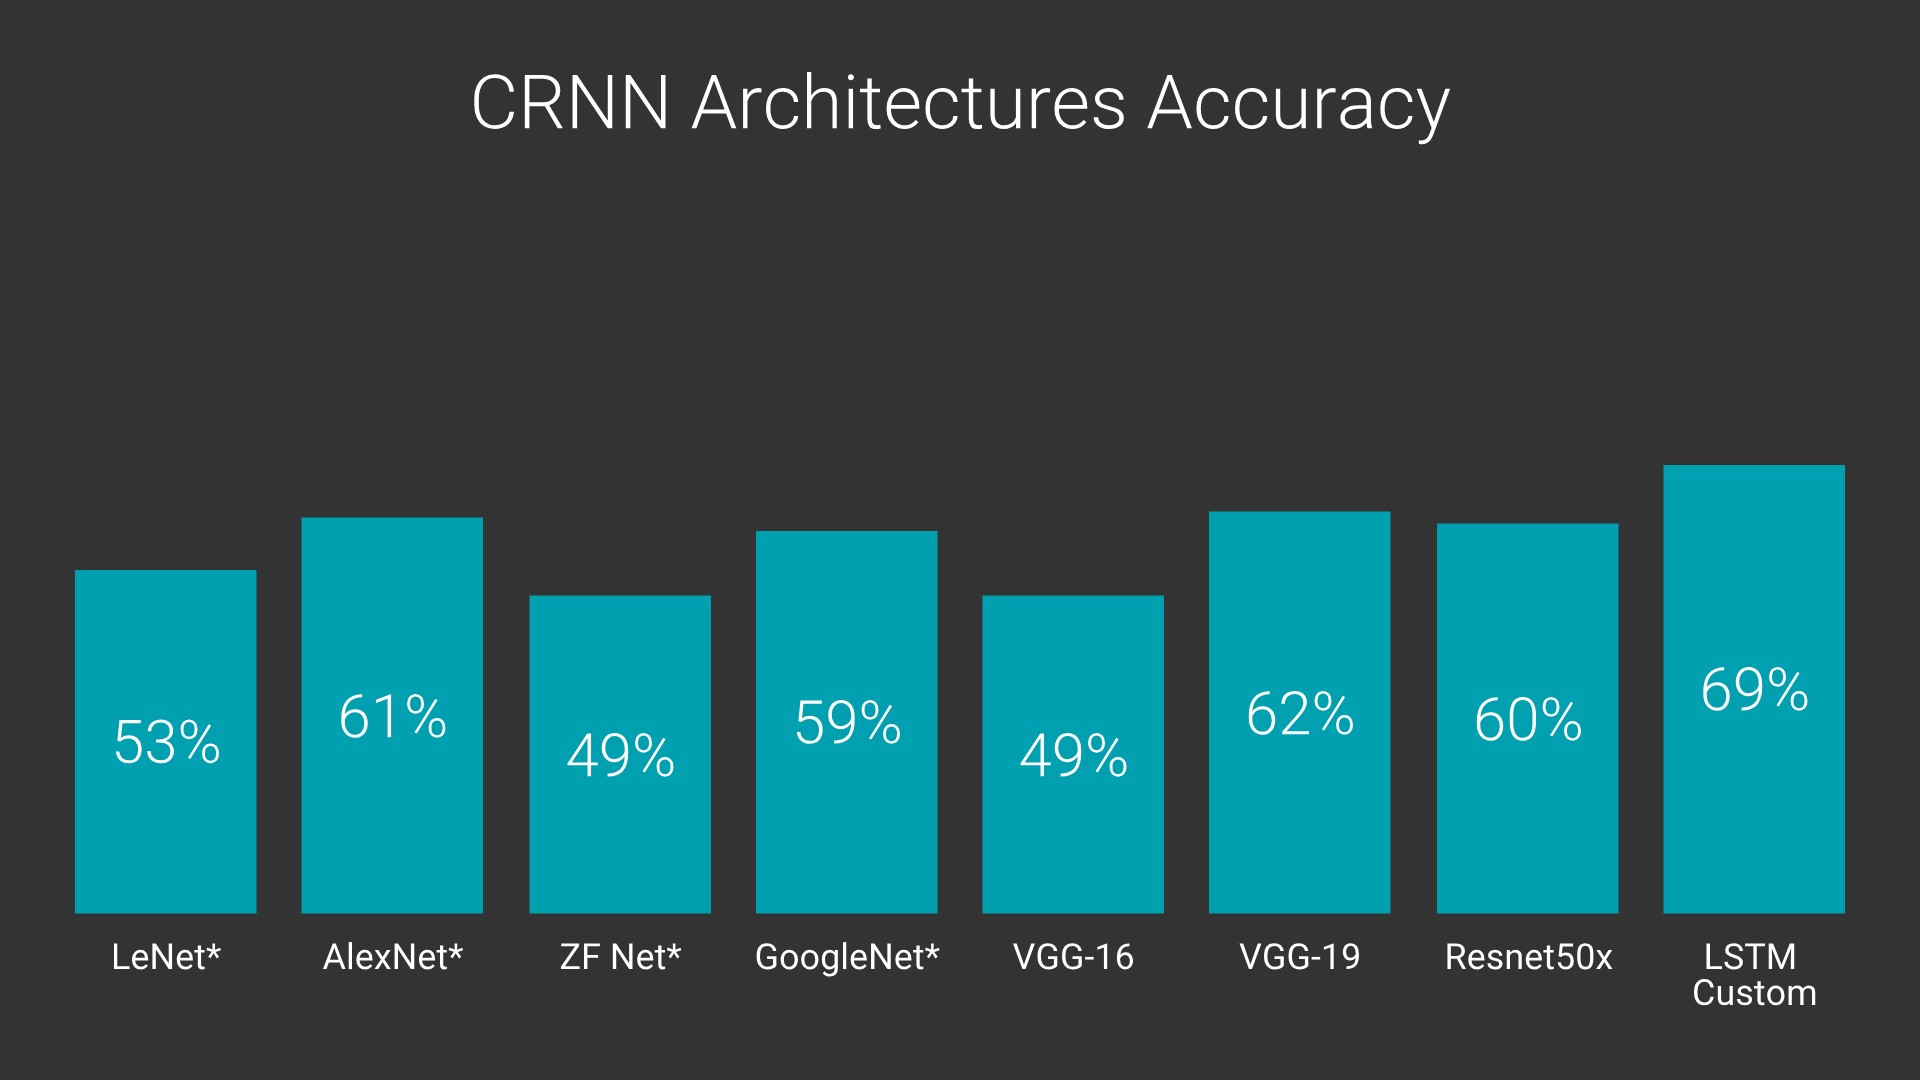 CRNN Architectures Accuracy
53%
61%
49%
59%
49%
62%
60%
69%
LeNet*
AlexNet*
ZF Net*
GoogleNet*
VGG-16
VGG-19
Resnet50x
LSTM
Custom